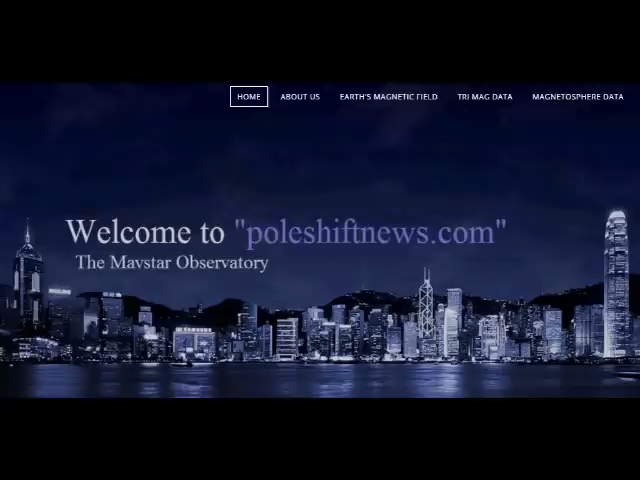 HOME ABOUT US EARTH'S MAGNETIC FIELD TRI MAG DATA MAGNETOSPHERE DATA
Welcome to "poleshiftnews.com"
The Mavstar Observatory